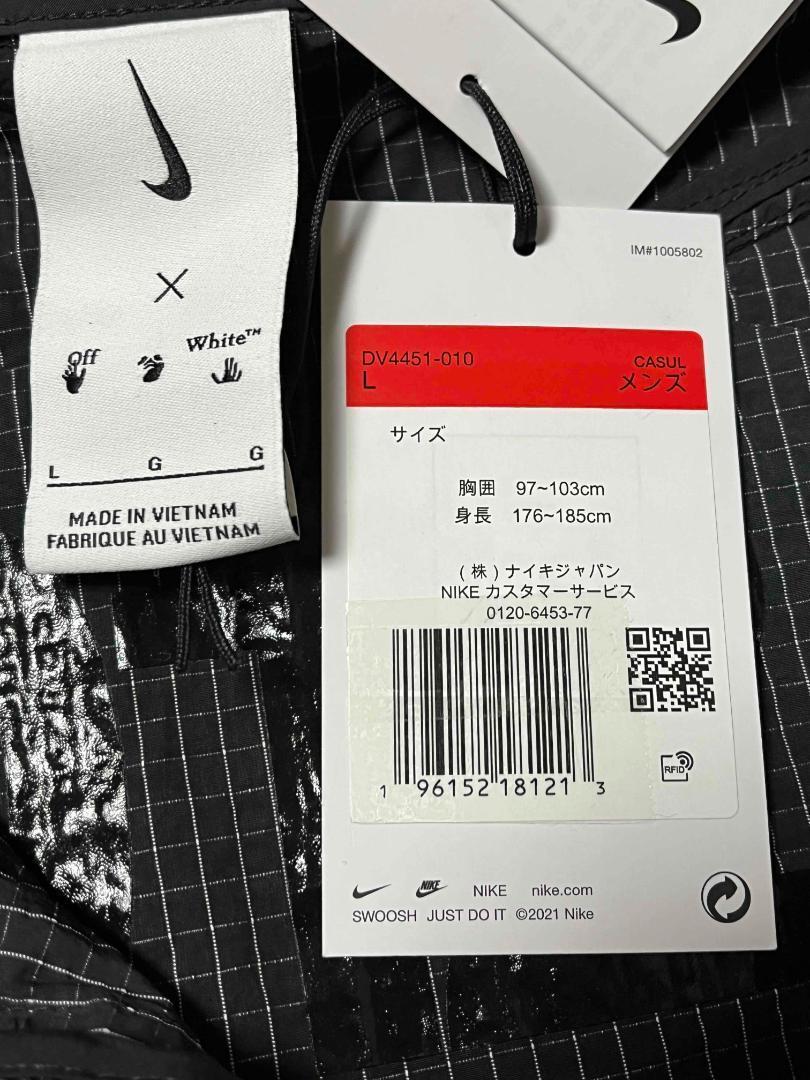 ×
Off White™
L G G
MADE IN VIETNAM
FABRIQUE AU VIETNAM
IM#1005802
DV4451-010 CASUL
L メンズ
サイズ
胸囲 97~103cm
身長 176~185cm
(株)ナイキジャパン
NIKE カスタマーサービス
0120-6453-77
1 96152 18121 3
RFID
NIKE NIKE nike.com
SWOOSH JUST DO IT ©2021 Nike